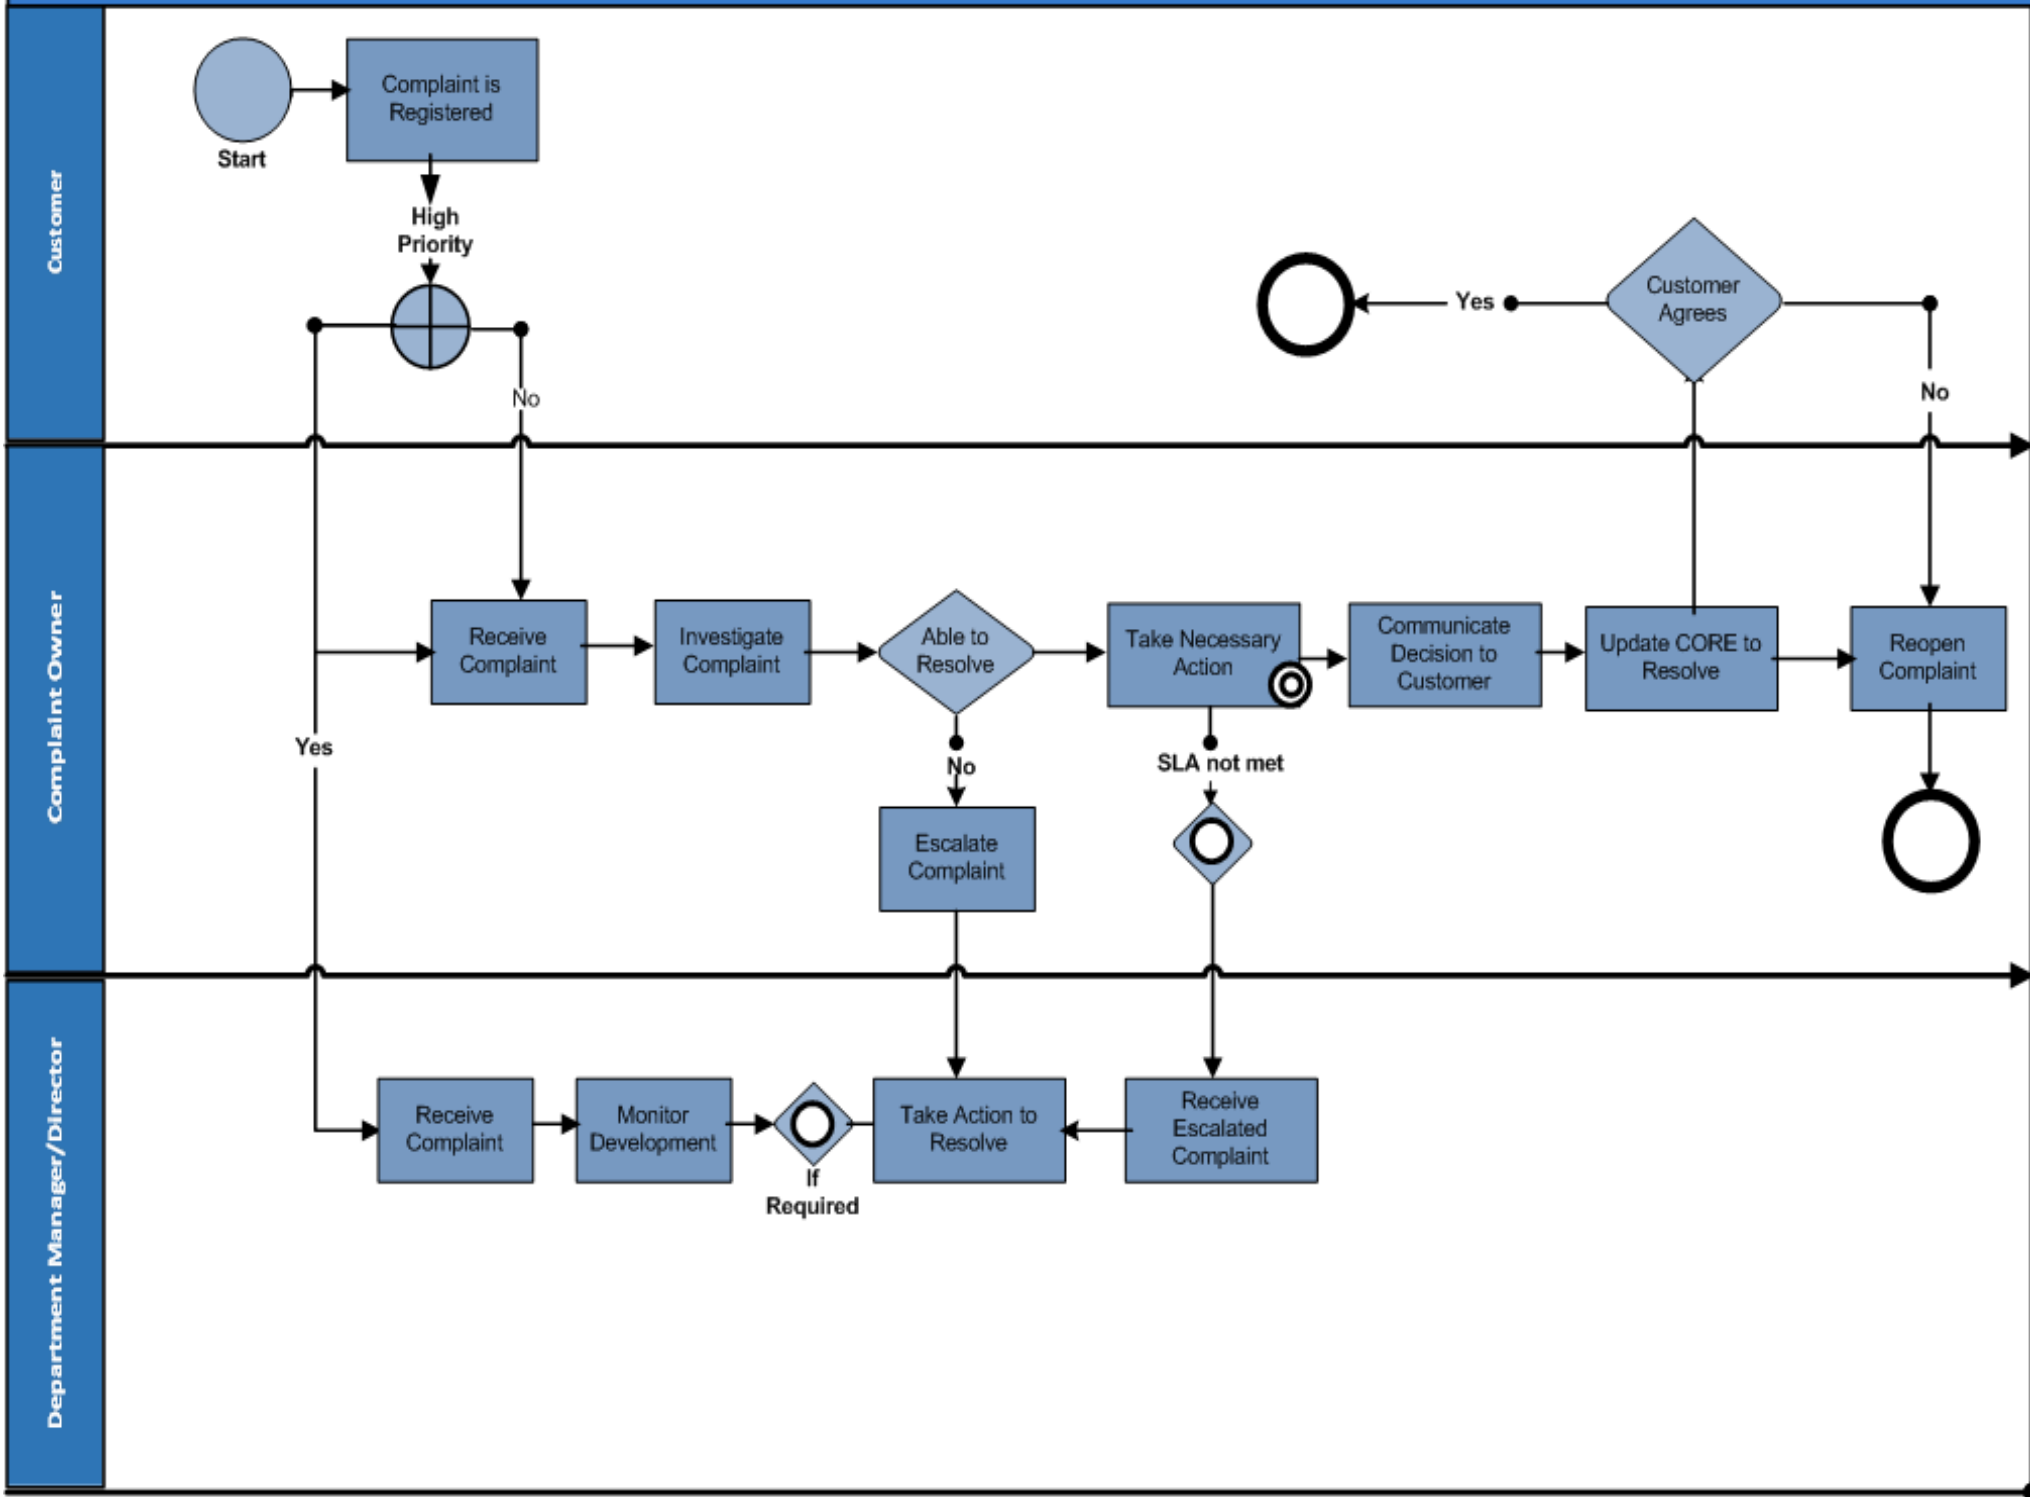 Customer
Start
Complaint is
Registered
High
Priority
No
Yes
Customer
Agrees
No
Complaint Owner
Receive
Complaint
Investigate
Complaint
Able to
Resolve
Take Necessary
Action
Communicate
Decision to
Customer
Update CORE to
Resolve
Reopen
Complaint
Yes
No
SLA not met
Escalate
Complaint
Department Manager/Director
Receive
Complaint
Monitor
Development
If
Required
Take Action to
Resolve
Receive
Escalated
Complaint